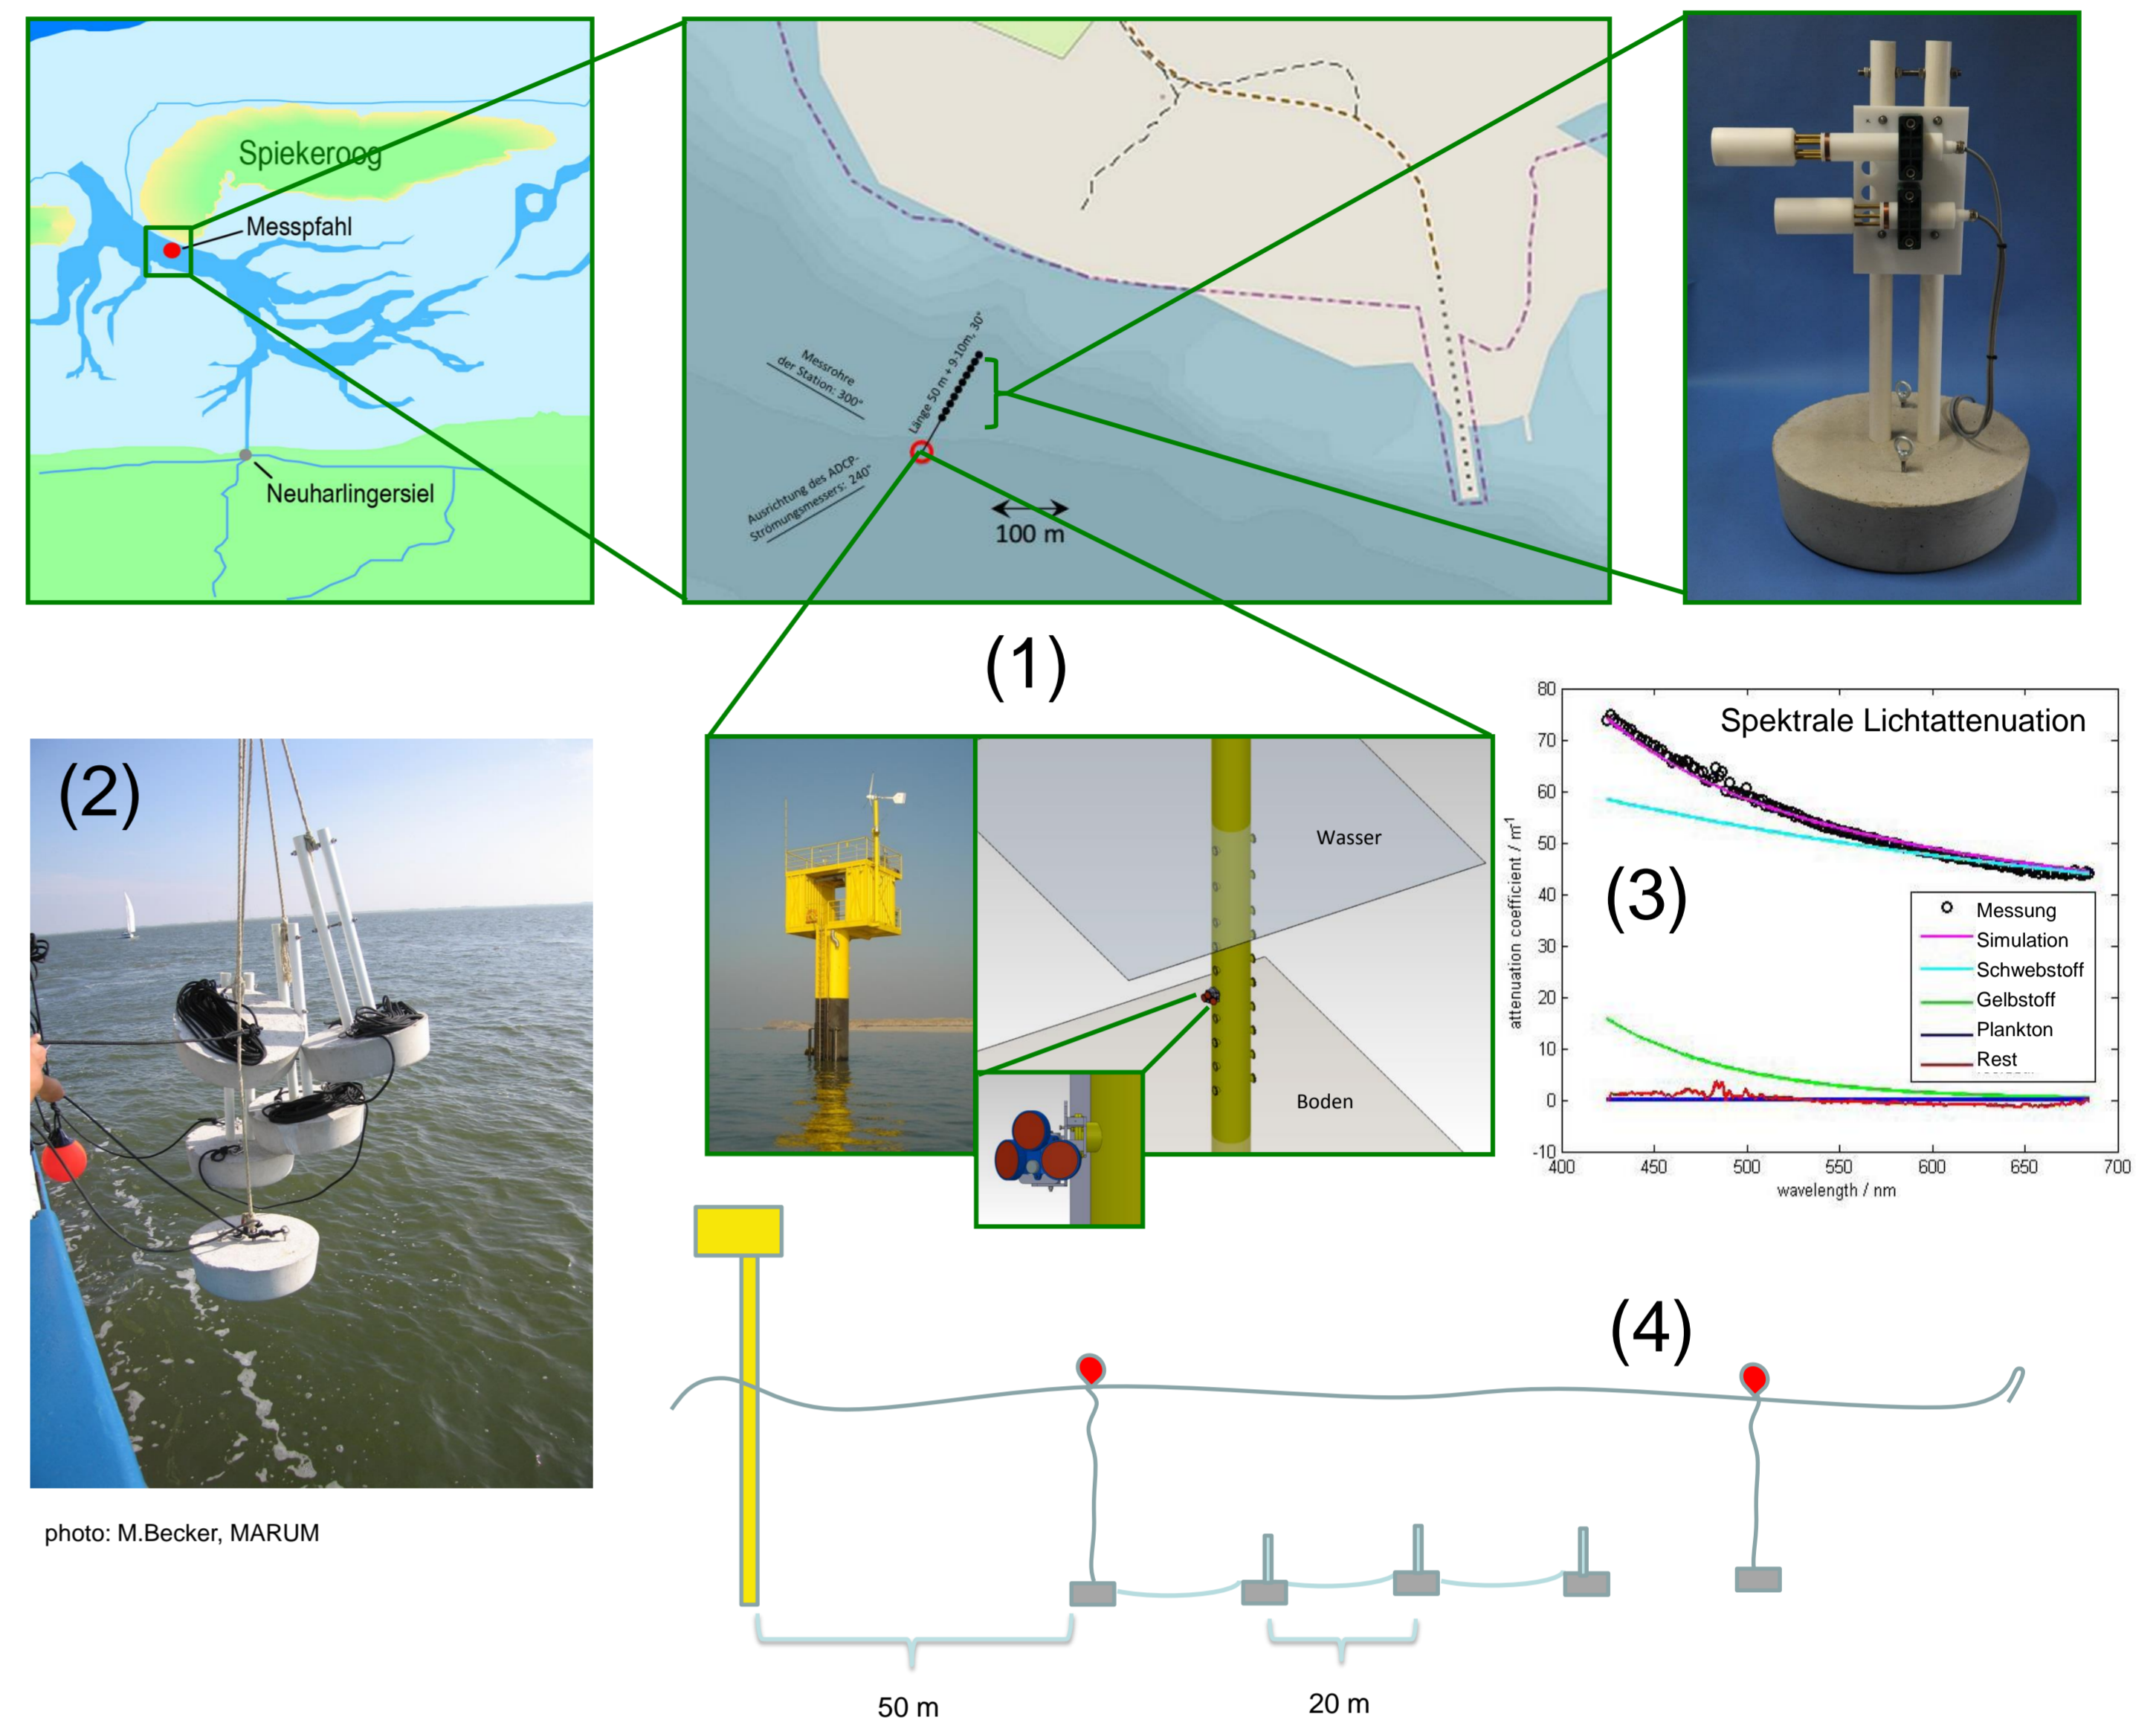 Spiekeroog
Messpfahl
Neuharlingersiel
Messrohre
der Station: 300°
Länge 50 m + 9-10m, 30°
Ausrichtung des ADCP-
Strömungsmessers: 240°
100 m
(1)
(2)
photo: M.Becker, MARUM
Wasser
Boden
Spektrale Lichtattenuation
(3)
80
70
60
50
40
30
20
10
0
-10
400
450
500
550
600
650
700
attenuation coefficient / m⁻¹
wavelength / nm
Messung
Simulation
Schwebstoff
Gelbstoff
Plankton
Rest
(4)
50 m
20 m